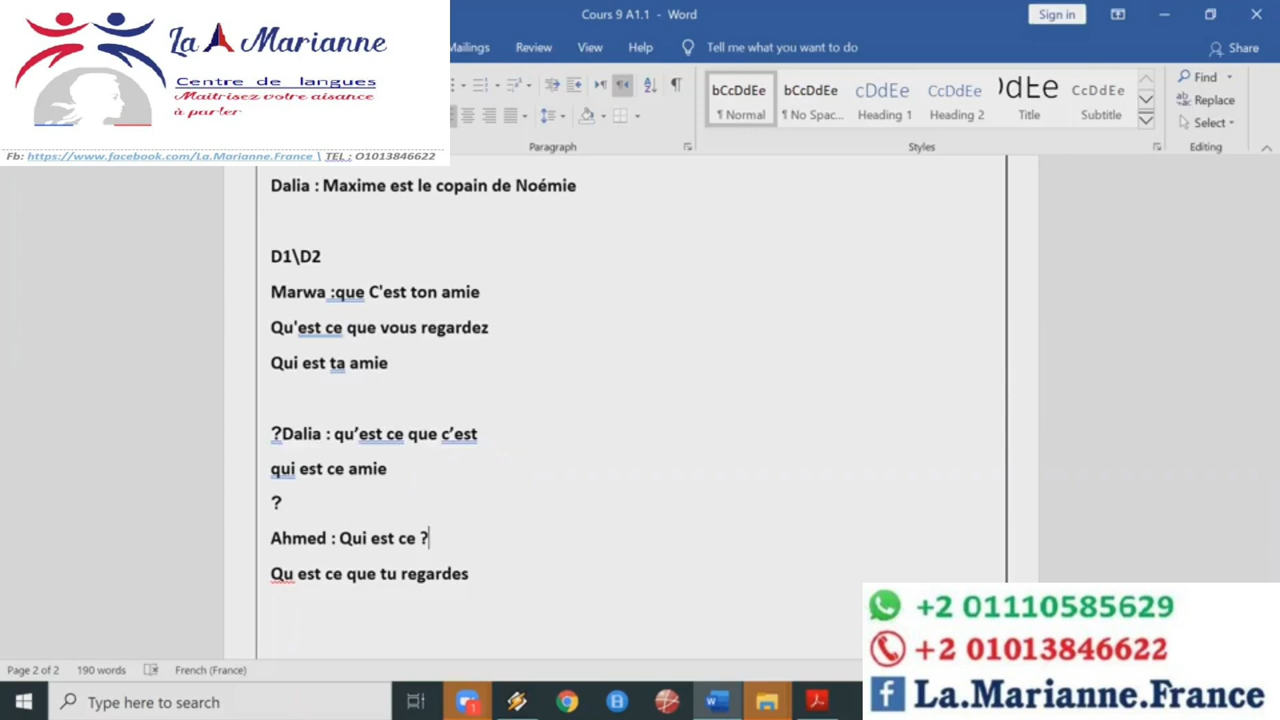 La Marianne
Centre de langues
Maîtrisez votre aisance
à parler
Fb: https://www.facebook.com/La.Marianne.France \ TEL : O1013846622
Cours 9 A1.1 - Word
Sign in
Mailings Review View Help Tell me what you want to do
Share
bCcDdEe bCcDdEe cDdEe CcDdEe DdEe CcDdEe
¶ Normal ¶ No Spac... Heading 1 Heading 2 Title Subtitle
Find
Replace
Select
Paragraph Styles Editing
Dalia : Maxime est le copain de Noémie
D1\D2
Marwa :que C'est ton amie
Qu'est ce que vous regardez
Qui est ta amie
?Dalia : qu’est ce que c’est
qui est ce amie
?
Ahmed : Qui est ce ?
Qu est ce que tu regardes
+2 01110585629
+2 01013846622
La.Marianne.France
Page 2 of 2 190 words French (France)
Type here to search